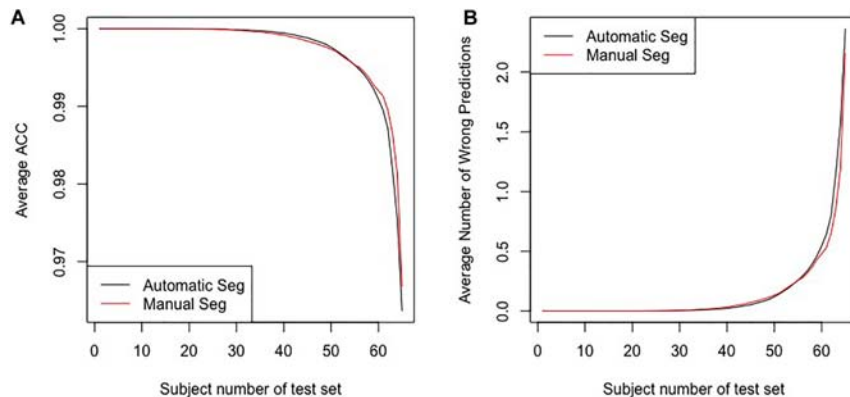 A
Average ACC
1.00
0.99
0.98
0.97
Automatic Seg
Manual Seg
0 10 20 30 40 50 60
Subject number of test set
B
Average Number of Wrong Predictions
2.0
1.5
1.0
0.5
0.0
Automatic Seg
Manual Seg
0 10 20 30 40 50 60
Subject number of test set